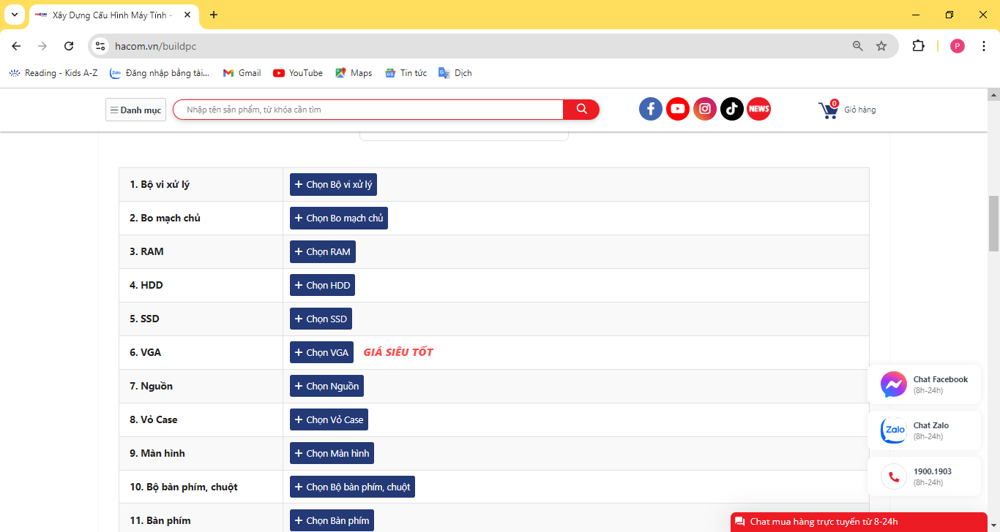 Xây Dựng Cấu Hình Máy Tính -
hacom.vn/buildpc
P
Reading - Kids A-Z
Đăng nhập bằng tài...
Gmail
YouTube
Maps
Tin tức
Dịch
Danh mục
Nhập tên sản phẩm, từ khóa cần tìm
NEWS
0
Giỏ hàng
1. Bộ vi xử lý
Chọn Bộ vi xử lý
2. Bo mạch chủ
Chọn Bo mạch chủ
3. RAM
Chọn RAM
4. HDD
Chọn HDD
5. SSD
Chọn SSD
6. VGA
Chọn VGA
GIÁ SIÊU TỐT
7. Nguồn
Chọn Nguồn
8. Vỏ Case
Chọn Vỏ Case
9. Màn hình
Chọn Màn hình
10. Bộ bàn phím, chuột
Chọn Bộ bàn phím, chuột
11. Bàn phím
Chọn Bàn phím
Chat Facebook
(8h-24h)
Zalo
Chat Zalo
(8h-24h)
1900.1903
(8h-24h)
Chat mua hàng trực tuyến từ 8-24h